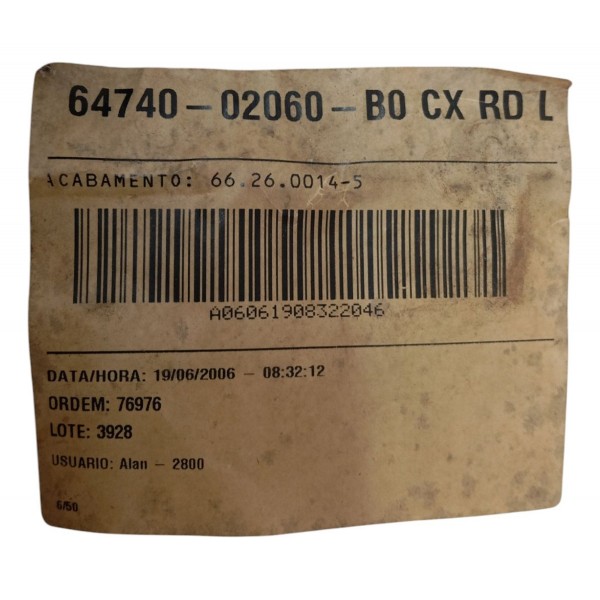 64740-02060-B0 CX RD L
ACABAMENTO: 66.26.0014-5
A06061908322046
DATA/HORA: 19/06/2006 - 08:32:12
ORDEM: 76976
LOTE: 3928
USUARIO: Alan - 2800
6/50